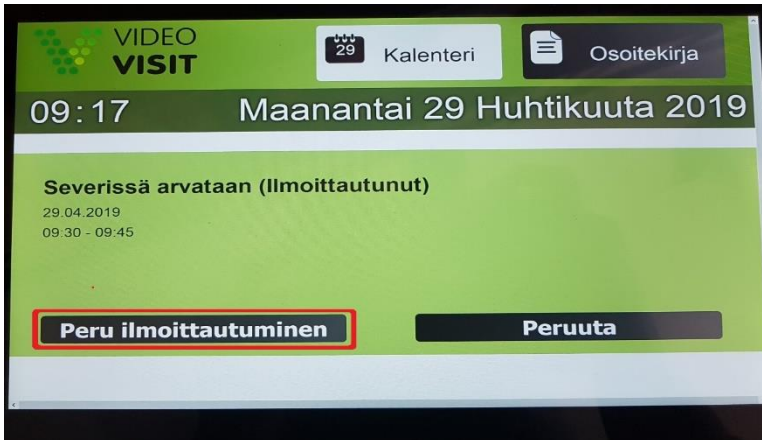 VIDEO
VISIT
29
Kalenteri
Osoitekirja
09:17
Maanantai 29 Huhtikuuta 2019
Severissä arvataan (Ilmoittautunut)
29.04.2019
09:30 - 09:45
Peru ilmoittautuminen
Peruuta